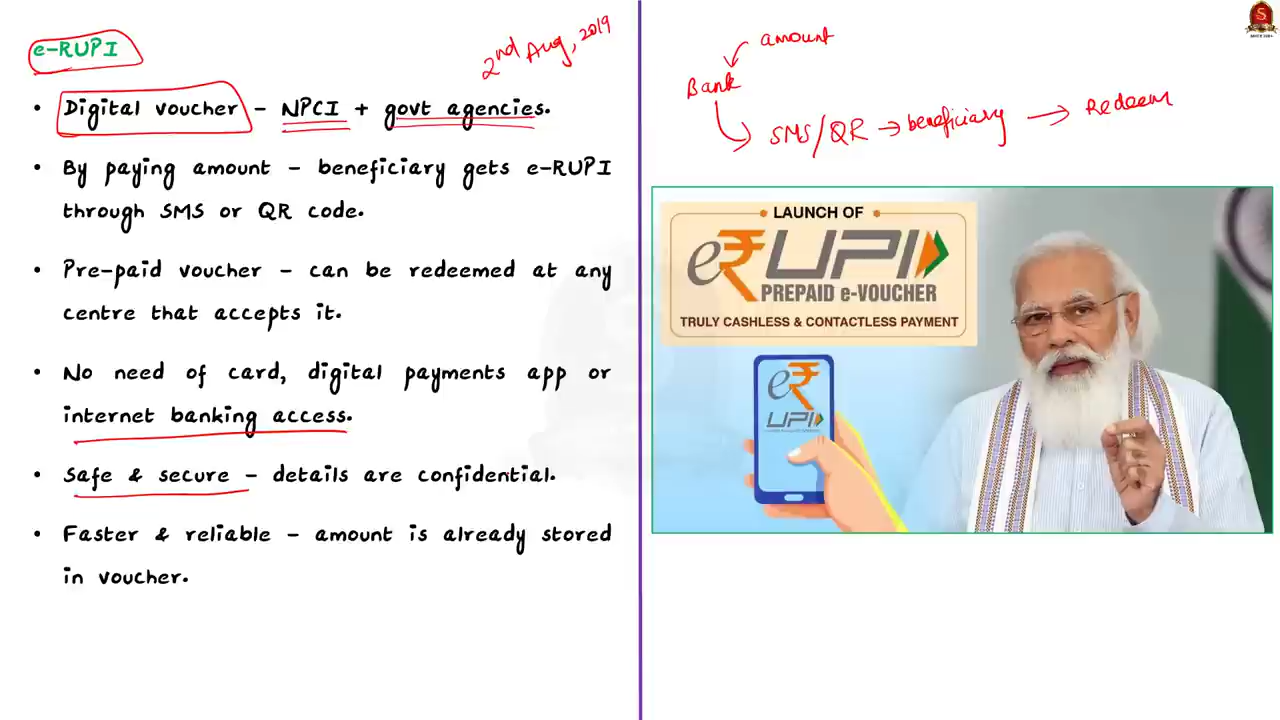 e-RUPI
2nd Aug, 2019
• Digital voucher - NPCI + govt agencies.
• By paying amount - beneficiary gets e-RUPI
through SMS or QR code.
• Pre-paid voucher - can be redeemed at any
centre that accepts it.
• No need of card, digital payments app or
internet banking access.
• Safe & secure - details are confidential.
• Faster & reliable - amount is already stored
in voucher.
amount
Bank
SMS/QR → beneficiary → Redeem
LAUNCH OF
e₹UPI
PREPAID e-VOUCHER
TRULY CASHLESS & CONTACTLESS PAYMENT
e₹
UPI
S